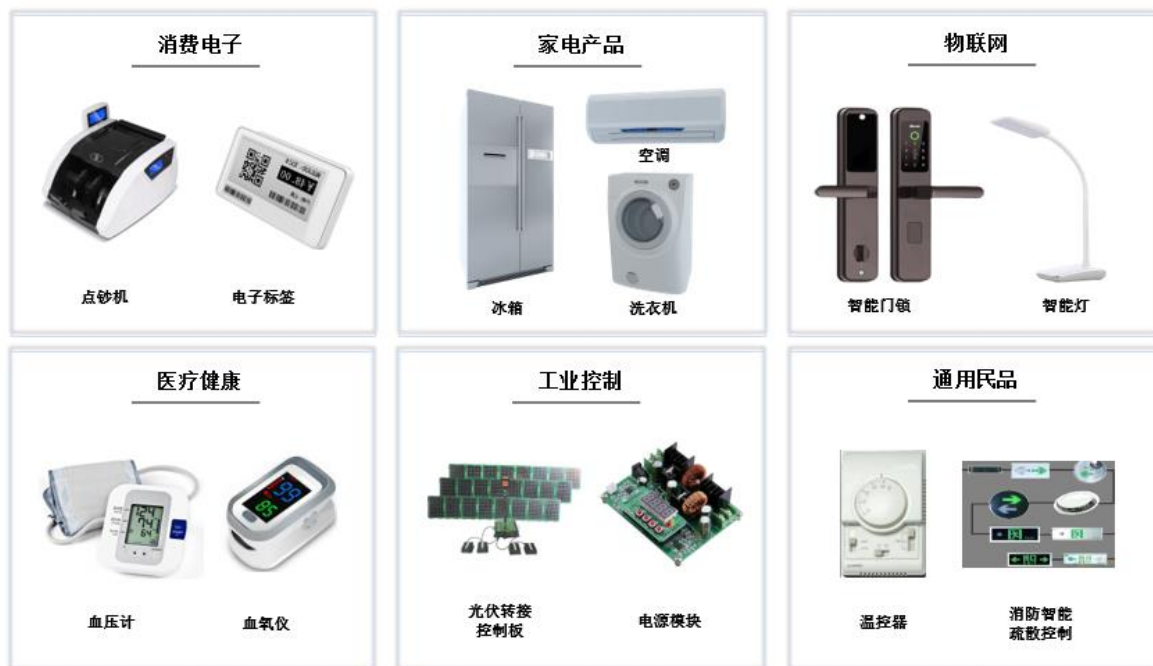 消费电子
点钞机
电子标签
家电产品
空调
冰箱
洗衣机
物联网
智能门锁
智能灯
医疗健康
血压计
血氧仪
工业控制
光伏转接
控制板
电源模块
通用民品
温控器
消防智能
疏散控制